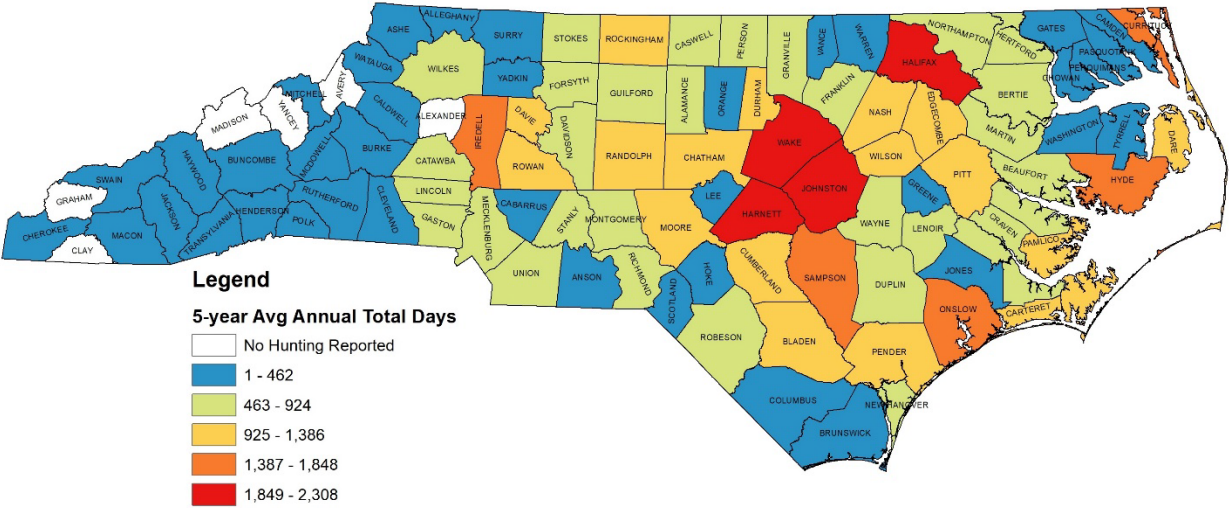 ALLEGHANY
ASHE
SURRY
STOKES
ROCKINGHAM
CASWELL
PERSON
GRANVILLE
VANCE
WARREN
NORTHAMPTON
HERTFORD
GATES
CAMDEN
CURRITUCK
PASQUOTANK
PERQUIMANS
CHOWAN
HALIFAX
BERTIE
WATAUGA
WILKES
YADKIN
FORSYTH
GUILFORD
ALAMANCE
ORANGE
DURHAM
FRANKLIN
NASH
EDGECOMBE
MARTIN
WASHINGTON
TYRRELL
DARE
MITCHELL
AVERY
YANCEY
MADISON
CALDWELL
ALEXANDER
IREDELL
DAVIE
DAVIDSON
RANDOLPH
CHATHAM
WAKE
WILSON
PITT
BEAUFORT
HYDE
BURKE
MCDOWELL
BUNCOMBE
HAYWOOD
SWAIN
GRAHAM
CATAWBA
ROWAN
LINCOLN
LEE
JOHNSTON
GREENE
CHEROKEE
CLAY
MACON
JACKSON
TRANSYLVANIA
HENDERSON
POLK
RUTHERFORD
CLEVELAND
GASTON
MECKLENBURG
CABARRUS
STANLY
MONTGOMERY
MOORE
HARNETT
WAYNE
LENOIR
CRAVEN
PAMLICO
UNION
ANSON
RICHMOND
SCOTLAND
HOKE
CUMBERLAND
SAMPSON
DUPLIN
JONES
ONSLOW
CARTERET
ROBESON
BLADEN
PENDER
COLUMBUS
NEW HANOVER
BRUNSWICK
Legend
5-year Avg Annual Total Days
No Hunting Reported
1 - 462
463 - 924
925 - 1,386
1,387 - 1,848
1,849 - 2,308